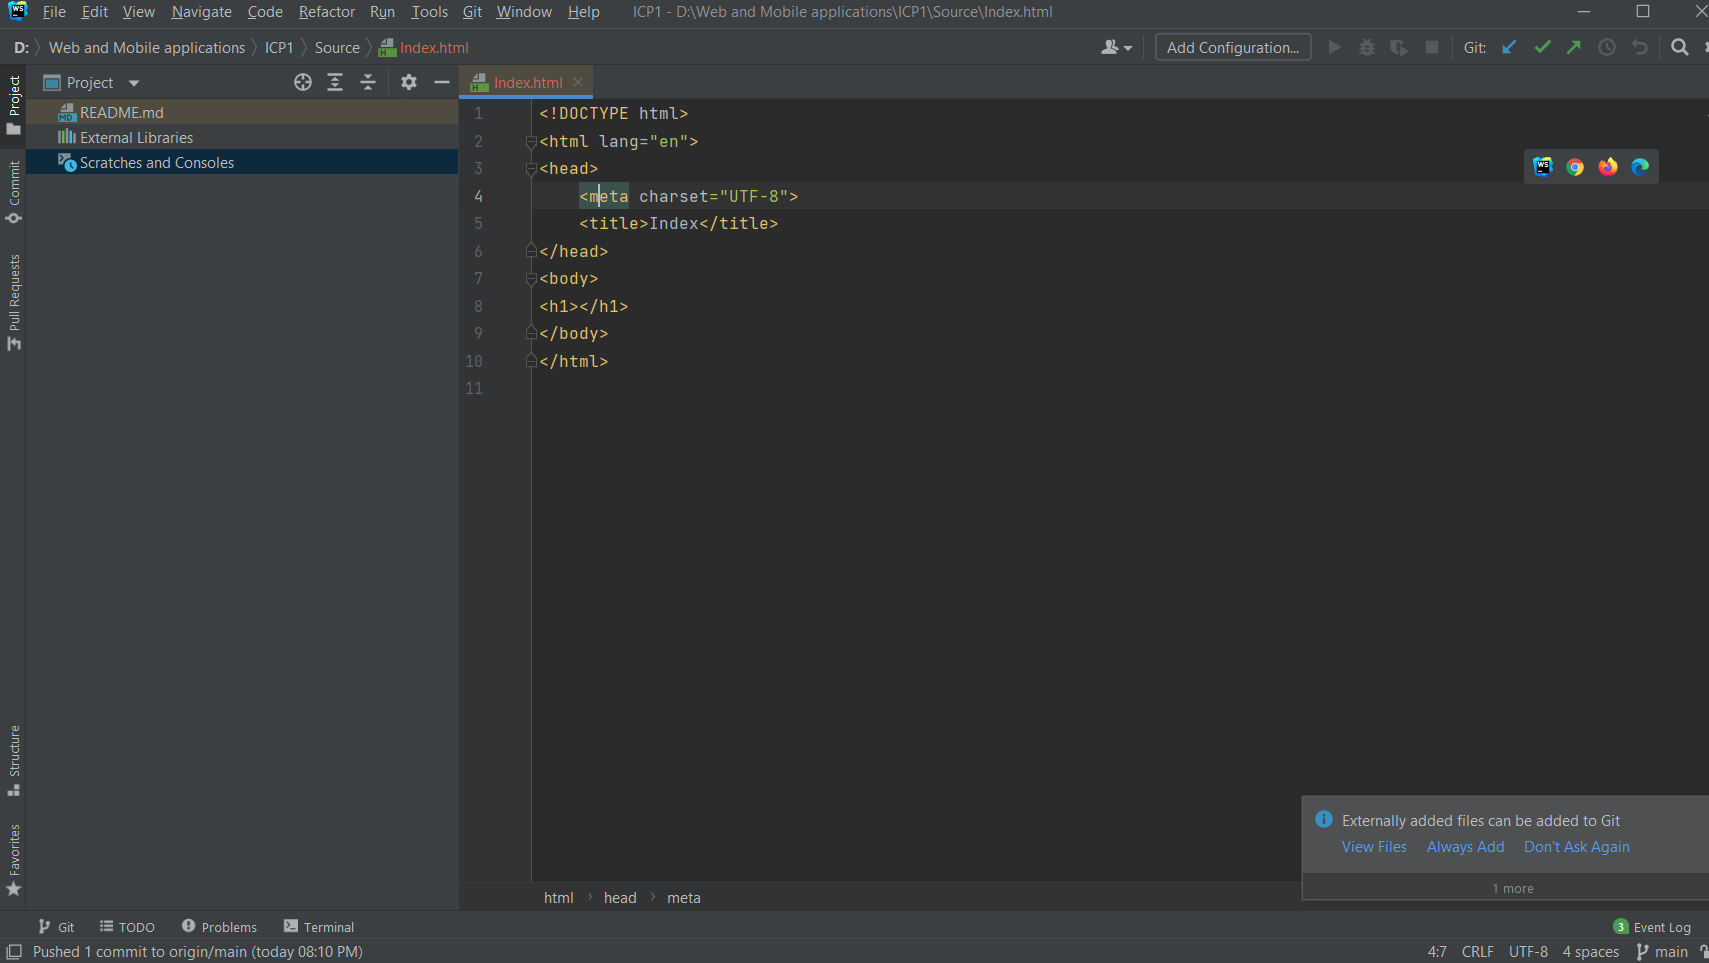 File Edit View Navigate Code Refactor Run Tools Git Window Help ICP1 - D:\Web and Mobile applications\ICP1\Source\Index.html
D: Web and Mobile applications ICP1 Source Index.html Add Configuration... Git:
Project Index.html
Project
Commit
Pull Requests
Structure
Favorites
README.md
External Libraries
Scratches and Consoles
1 <!DOCTYPE html>
2 <html lang="en">
3 <head>
4 <meta charset="UTF-8">
5 <title>Index</title>
6 </head>
7 <body>
8 <h1></h1>
9 </body>
10 </html>
11
Externally added files can be added to Git
View Files Always Add Don't Ask Again
1 more
html head meta
Git TODO Problems Terminal 3 Event Log
Pushed 1 commit to origin/main (today 08:10 PM) 4:7 CRLF UTF-8 4 spaces main